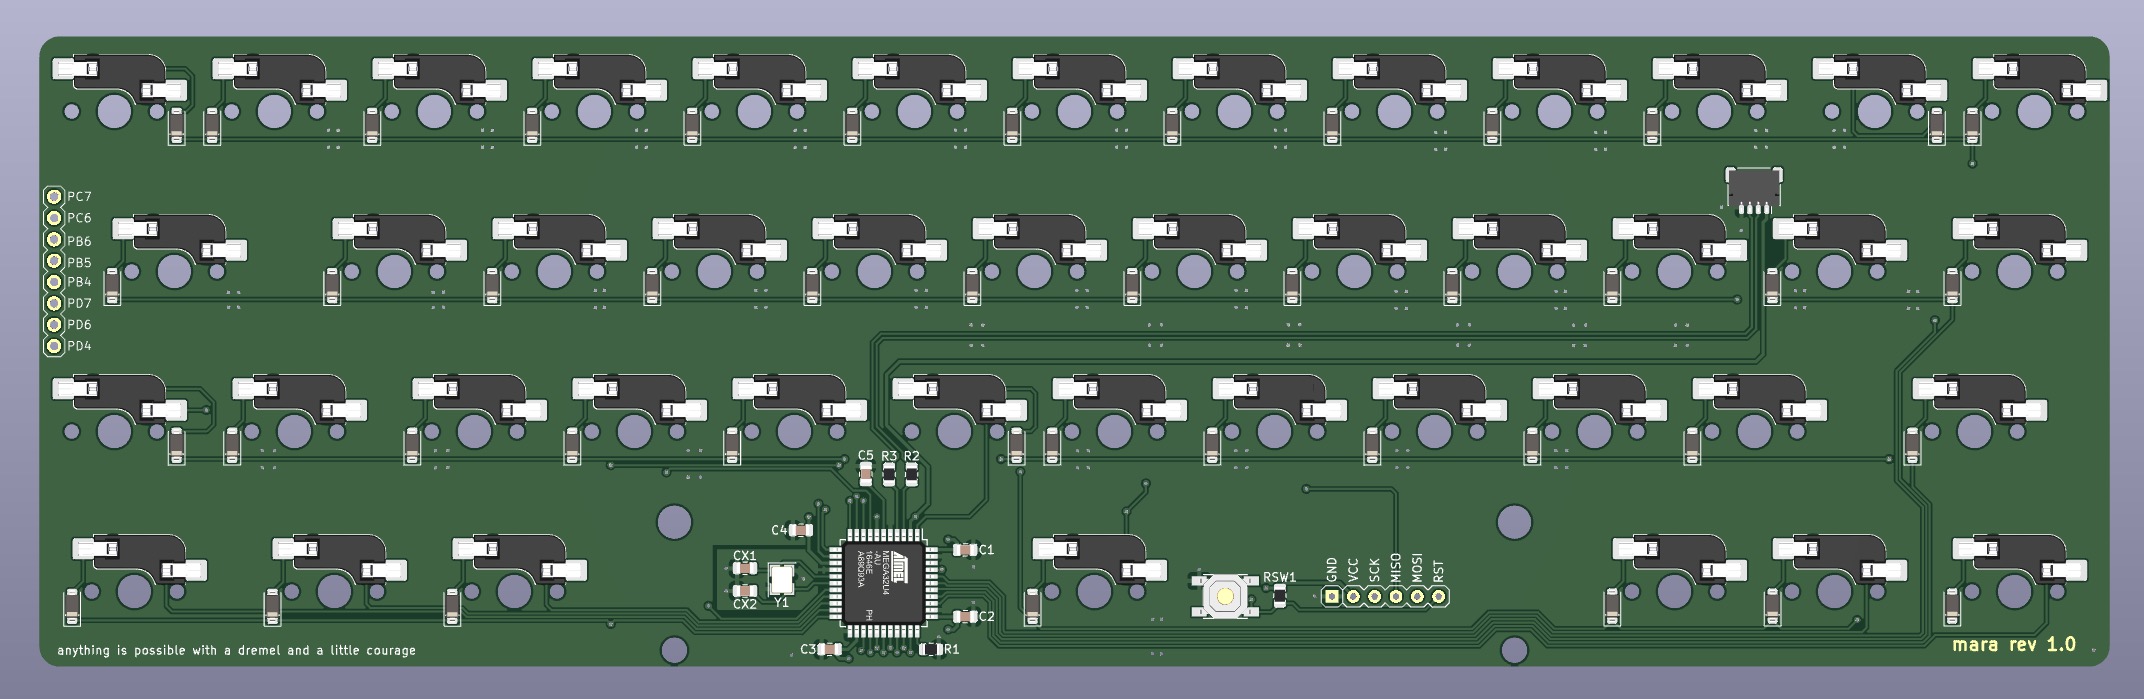 PC7
PC6
PB6
PB5
PB4
PD7
PD6
PD4
C5 R3 R2
C4
CX1
CX2
Y1
ATMEL
MEGA32U4
-AU
1646E
A68Q93A
PH
C1
C2
C3
R1
RSW1
GND
VCC
SCK
MISO
MOSI
RST
anything is possible with a dremel and a little courage
mara rev 1.0